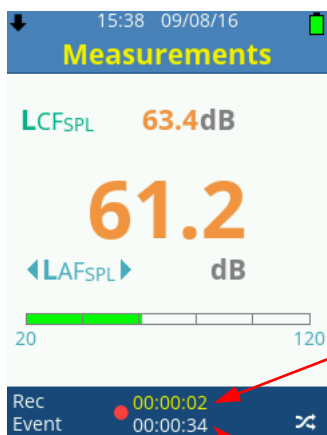 15:38 09/08/16
Measurements
LCFSPL 63.4dB
61.2
LAFSPL dB
20 120
Rec 00:00:02
Event 00:00:34